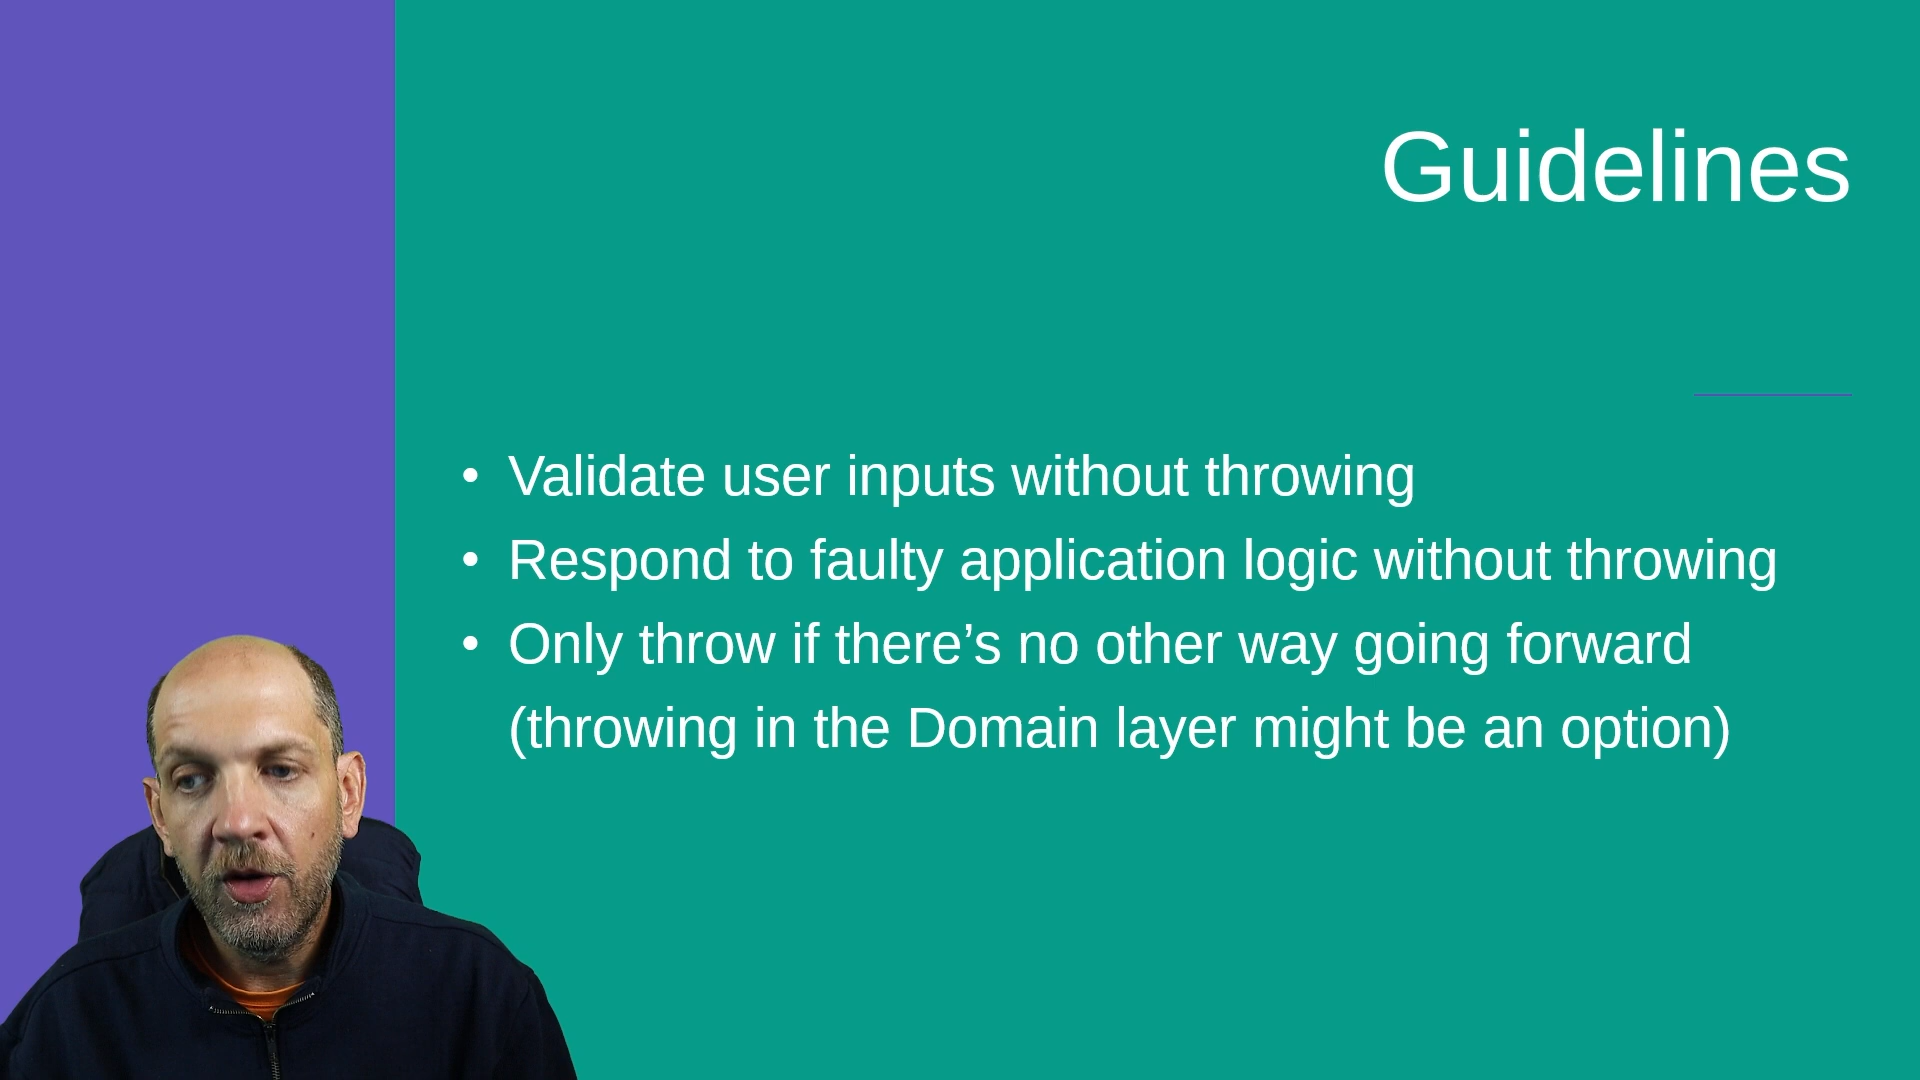 Guidelines
• Validate user inputs without throwing
• Respond to faulty application logic without throwing
• Only throw if there’s no other way going forward
(throwing in the Domain layer might be an option)